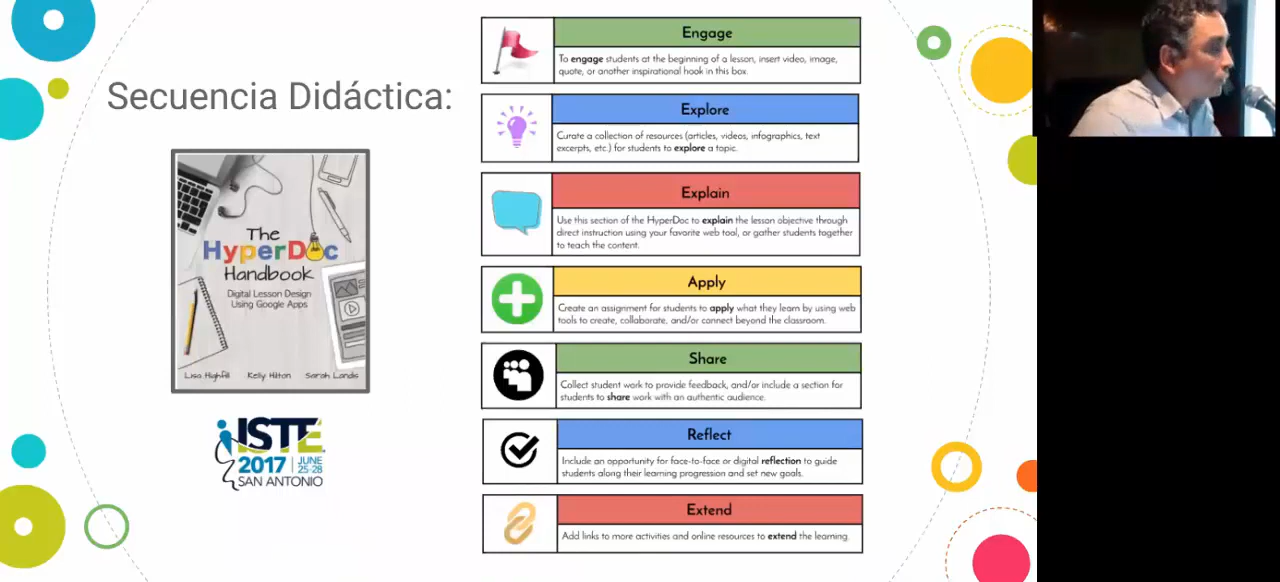 Secuencia Didáctica:
The
HyperDoc
Handbook
Digital Lesson Design
Using Google Apps
Lisa Highfill Kelly Hilton Sarah Landis
ISTE
2017 JUNE 25-28
SAN ANTONIO
Engage
To engage students at the beginning of a lesson, insert video, image,
quote, or another inspirational hook in this box.
Explore
Curate a collection of resources (articles, videos, infographics, text
excerpts, etc.) for students to explore a topic.
Explain
Use this section of the HyperDoc to explain the lesson objective through
direct instruction using your favorite web tool, or gather students together
to teach the content.
Apply
Create an assignment for students to apply what they learn by using web
tools to create, collaborate, and/or connect beyond the classroom.
Share
Collect student work to provide feedback, and/or include a section for
students to share work with an authentic audience.
Reflect
Include an opportunity for face-to-face or digital reflection to guide
students along their learning progression and set new goals.
Extend
Add links to more activities and online resources to extend the learning.